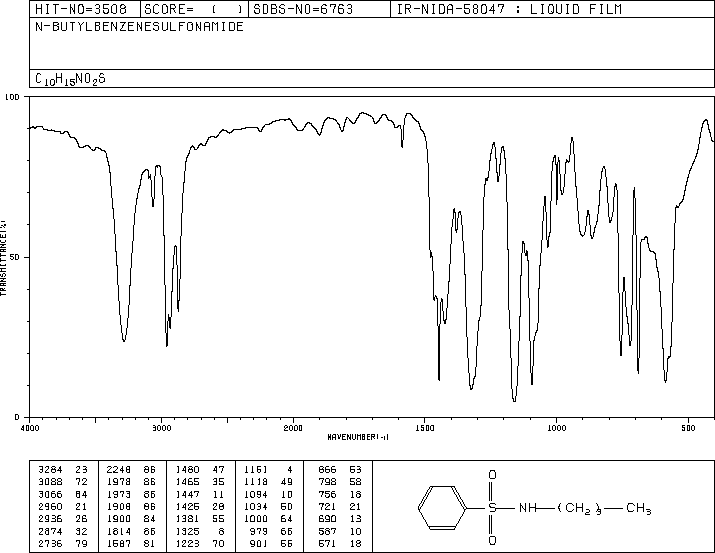 HIT-NO=3508 SCORE= ( ) SDBS-NO=6763 IR-NIDA-58047 : LIQUID FILM
N-BUTYLBENZENESULFONAMIDE
C10H15NO2S
100
TRANSMITTANCE(%)
50
0
4000 3000 2000 1500 1000 500
WAVENUMBER(-1)
3284 23 2248 86 1480 47 1161 4 866 53
3088 72 1978 86 1465 35 1118 49 798 58
3066 64 1973 86 1447 11 1094 10 756 18
2960 21 1908 86 1426 28 1034 50 721 21
2936 26 1900 84 1381 55 1000 64 690 13
2874 32 1814 86 1325 8 979 66 587 10
2736 79 1587 81 1223 70 901 55 571 18
O
S NH (CH2)3 CH3
O